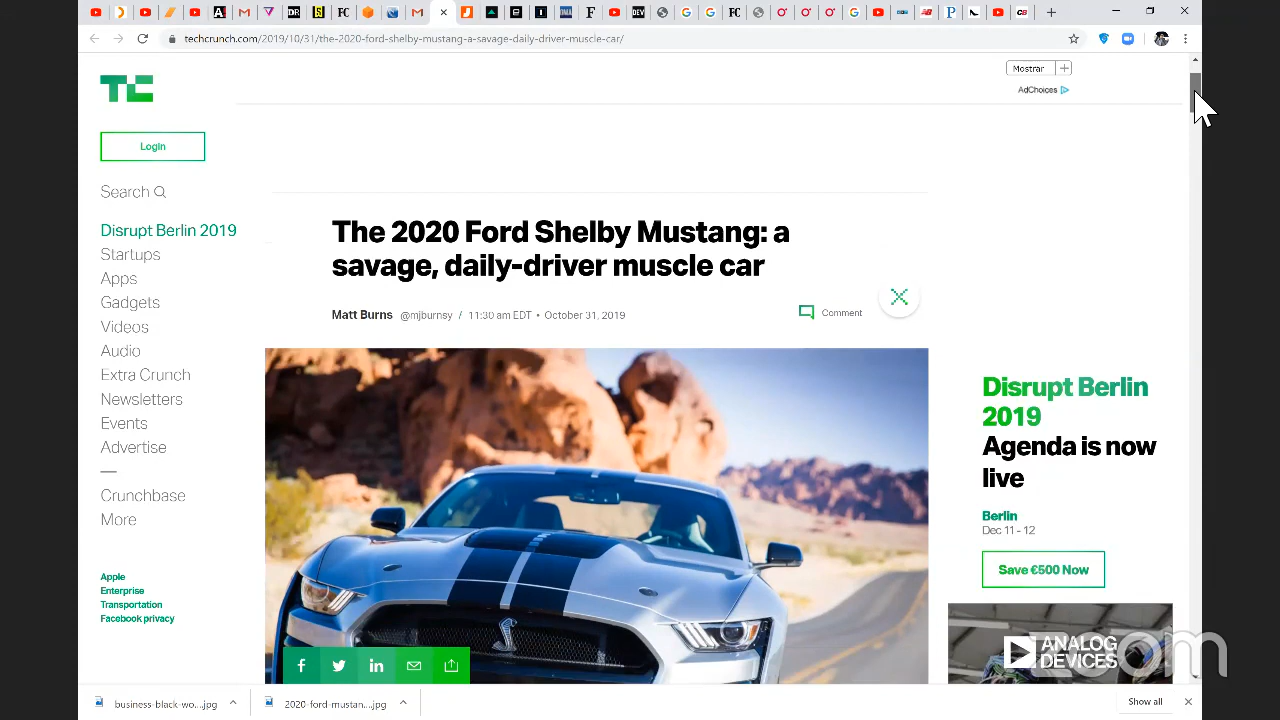 techcrunch.com/2019/10/31/the-2020-ford-shelby-mustang-a-savage-daily-driver-muscle-car/
Mostrar
AdChoices
TC
Login
Search
Disrupt Berlin 2019
Startups
Apps
Gadgets
Videos
Audio
Extra Crunch
Newsletters
Events
Advertise
Crunchbase
More
Apple
Enterprise
Transportation
Facebook privacy
The 2020 Ford Shelby Mustang: a
savage, daily-driver muscle car
Matt Burns @mjburnsy / 11:30 am EDT • October 31, 2019
Comment
Disrupt Berlin
2019
Agenda is now
live
Berlin
Dec 11 - 12
Save €500 Now
ANALOG
DEVICES
zoom
business-black-wo....jpg
2020-ford-mustan....jpg
Show all